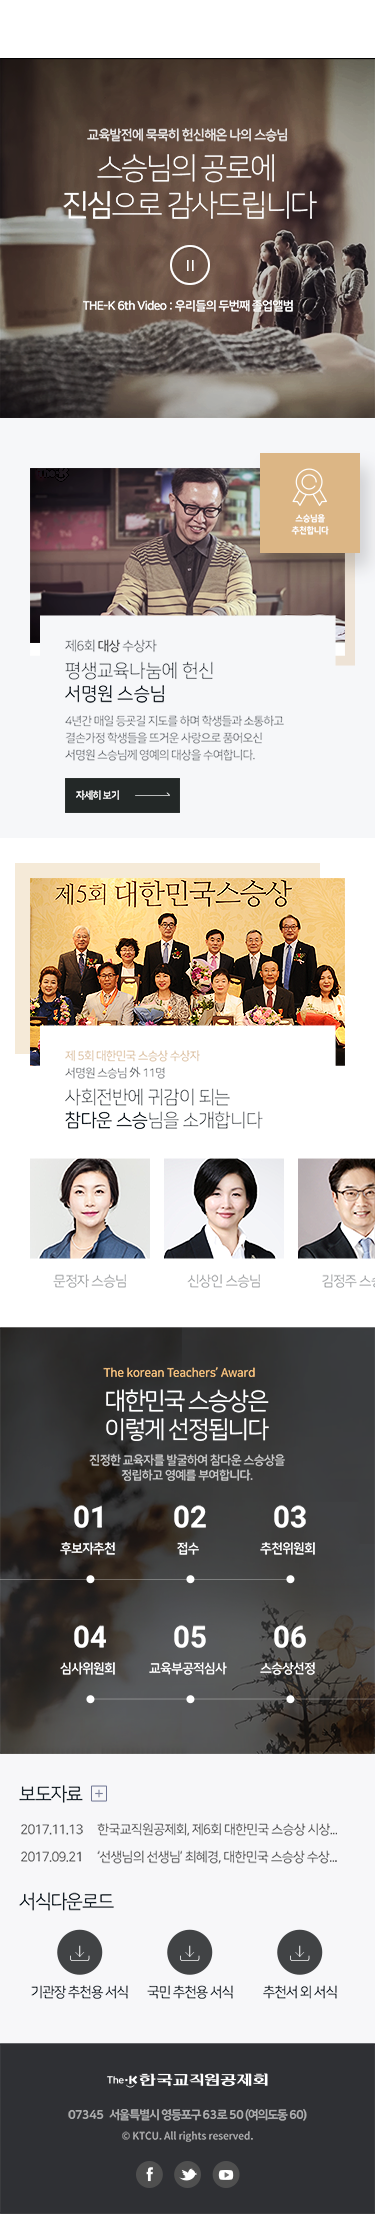 교육발전에 묵묵히 헌신해온 나의 스승님
스승님의 공로에
진심으로 감사드립니다
THE-K 6th Video : 우리들의 두번째 졸업앨범
스승님을
추천합니다
제6회 대상 수상자
평생교육나눔에 헌신
서명원 스승님
4년간 매일 등굣길 지도를 하며 학생들과 소통하고
결손가정 학생들을 뜨거운 사랑으로 품어오신
서명원 스승님께 영예의 대상을 수여합니다.
자세히 보기
제5회 대한민국스승상
제 5회 대한민국 스승상 수상자
서명원 스승님 外 11명
사회전반에 귀감이 되는
참다운 스승님을 소개합니다
문정자 스승님 신상인 스승님 김정주 스승
The korean Teachers’ Award
대한민국 스승상은
이렇게 선정됩니다
진정한 교육자를 발굴하여 참다운 스승상을
정립하고 영예를 부여합니다.
01 02 03
후보자추천 접수 추천위원회
04 05 06
심사위원회 교육부공적심사 스승상선정
보도자료
2017.11.13 한국교직원공제회, 제6회 대한민국 스승상 시상...
2017.09.21 ‘선생님의 선생님’ 최혜경, 대한민국 스승상 수상...
서식다운로드
기관장 추천용 서식 국민 추천용 서식 추천서 외 서식
The-K 한국교직원공제회
07345 서울특별시 영등포구 63로 50 (여의도동 60)
© KTCU. All rights reserved.